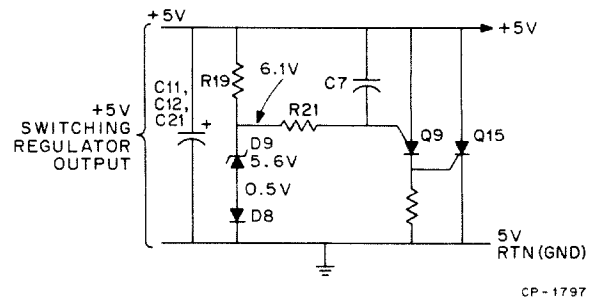 +5V
+5V
R19
6.1V
C7
C11,
C12,
C21
+
R21
+5V
SWITCHING
REGULATOR
OUTPUT
D9
5.6V
Q9
Q15
0.5V
D8
5V
RTN (GND)
CP-1797